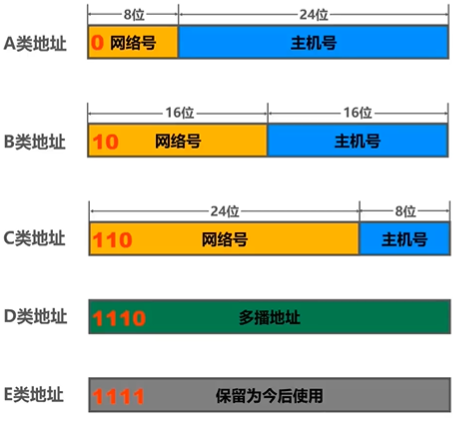 8位 24位
A类地址 0 网络号 主机号
16位 16位
B类地址 10 网络号 主机号
24位 8位
C类地址 110 网络号 主机号
D类地址 1110 多播地址
E类地址 1111 保留为今后使用